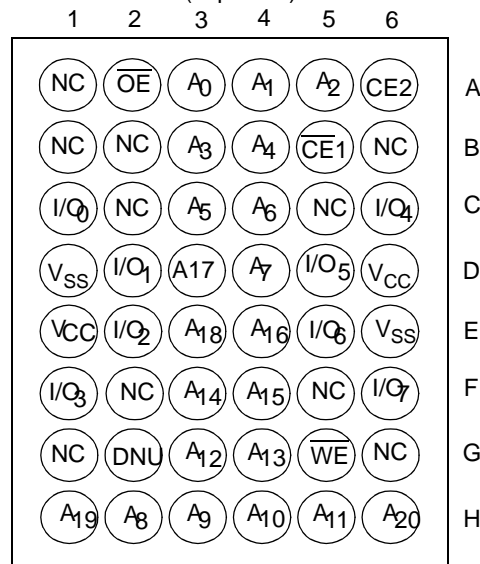 1 2 3 4 5 6
NC OE A0 A1 A2 CE2 A
NC NC A3 A4 CE1 NC B
I/O0 NC A5 A6 NC I/O4 C
VSS I/O1 A17 A7 I/O5 VCC D
VCC I/O2 A18 A16 I/O6 VSS E
I/O3 NC A14 A15 NC I/O7 F
NC DNU A12 A13 WE NC G
A19 A8 A9 A10 A11 A20 H